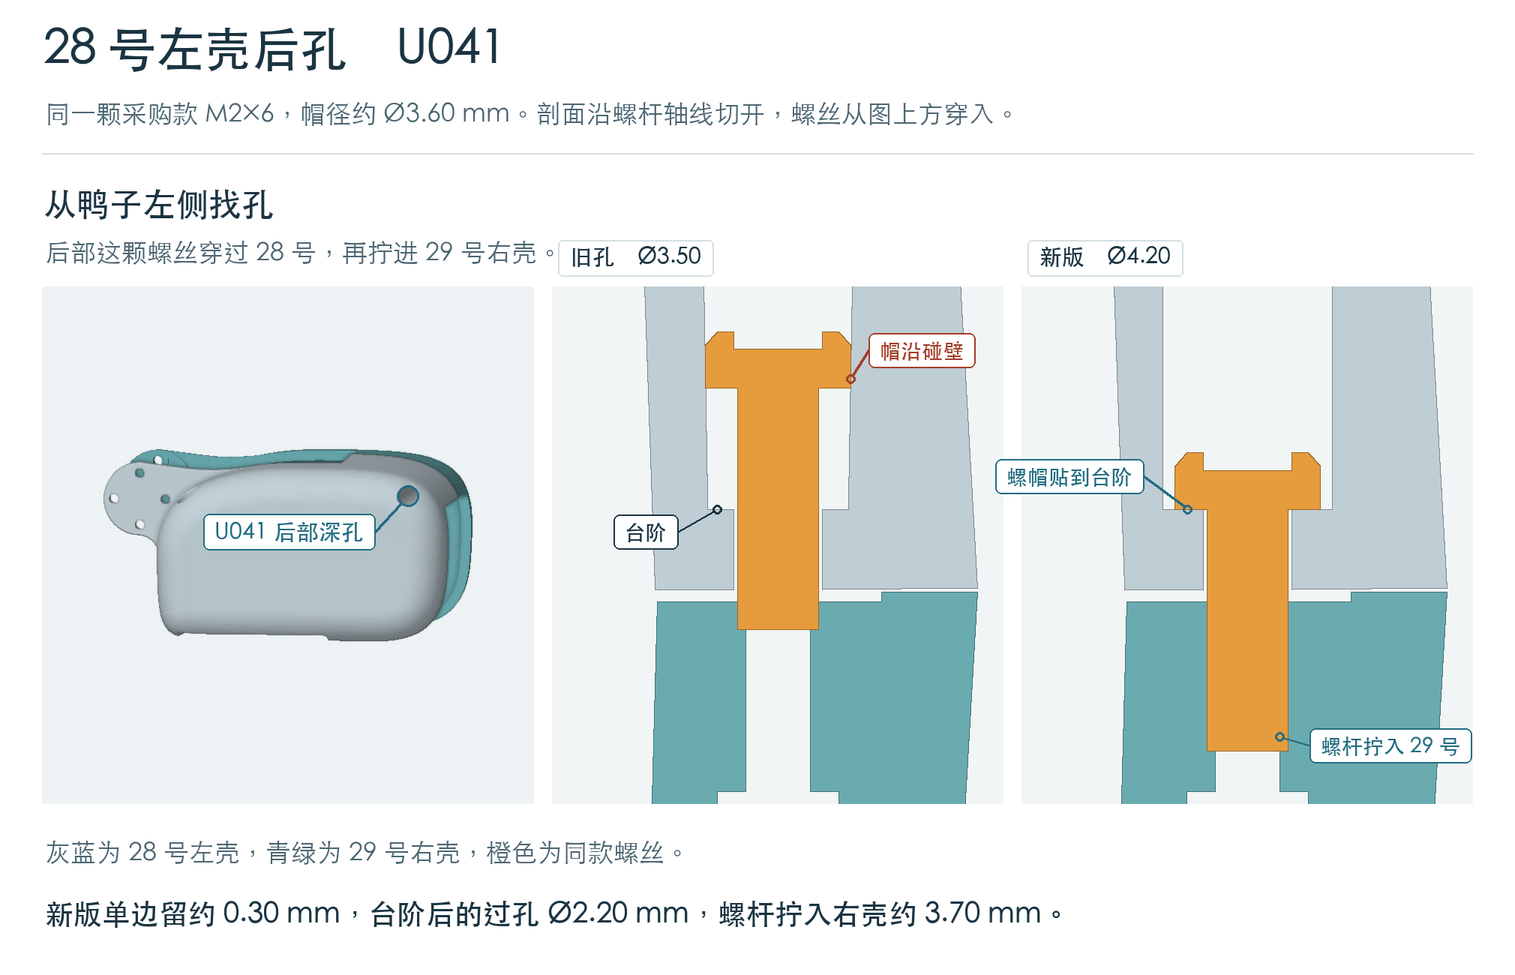 28 号左壳后孔 U041
同一颗采购款 M2×6，帽径约 Ø3.60 mm。剖面沿螺杆轴线切开，螺丝从图上方穿入。
从鸭子左侧找孔
后部这颗螺丝穿过 28 号，再拧进 29 号右壳。
U041 后部深孔
旧孔 Ø3.50
帽沿碰壁
台阶
新版 Ø4.20
螺帽贴到台阶
螺杆拧入 29 号
灰蓝为 28 号左壳，青绿为 29 号右壳，橙色为同款螺丝。
新版单边留约 0.30 mm，台阶后的过孔 Ø2.20 mm，螺杆拧入右壳约 3.70 mm。